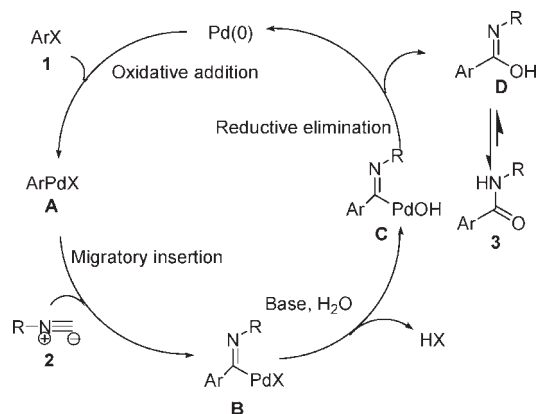 ArX
1
Pd(0)
Oxidative addition
N
R
Ar
OH
D
Reductive elimination
ArPdX
A
N
R
Ar
PdOH
C
HN
R
Ar
O
3
Migratory insertion
R−N≡
⊕ ⊖
2
Base, H₂O
HX
N
R
Ar
PdX
B